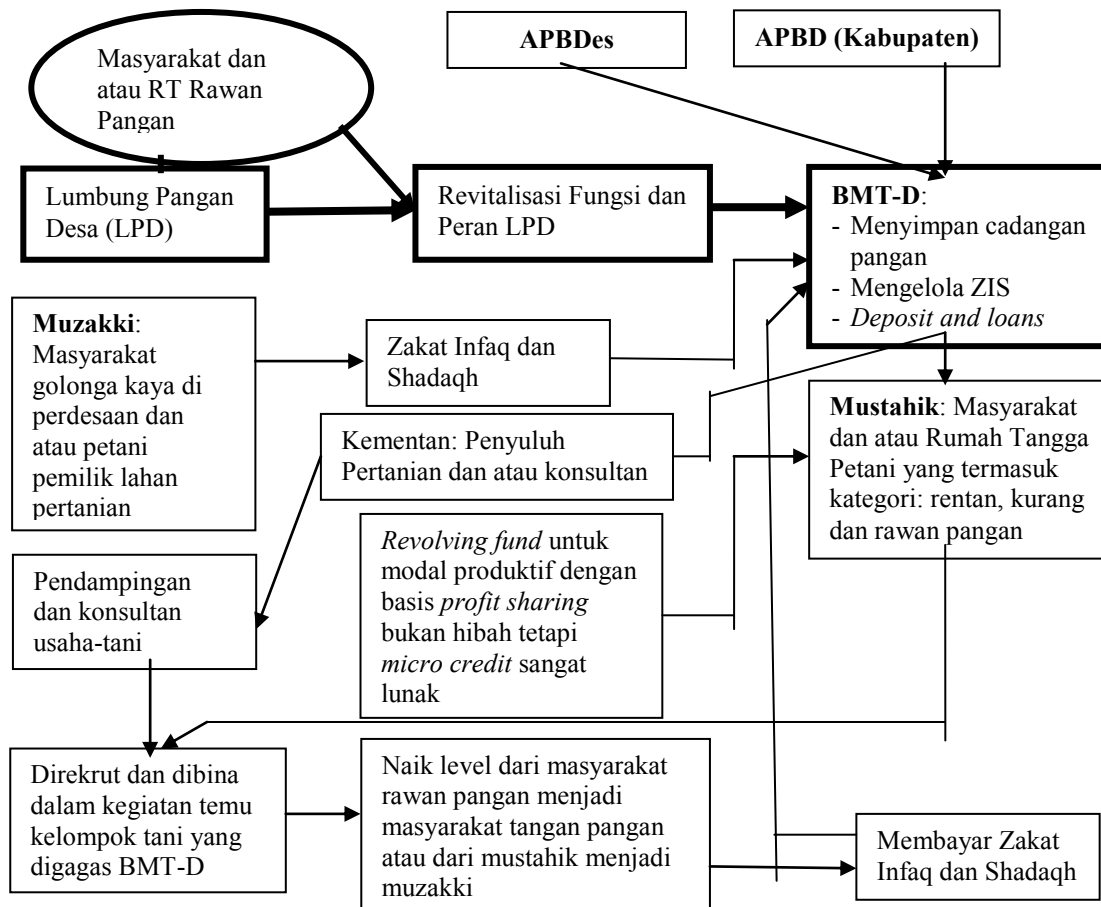 Masyarakat dan
atau RT Rawan
Pangan
APBDes
APBD (Kabupaten)
Lumbung Pangan
Desa (LPD)
Revitalisasi Fungsi dan
Peran LPD
BMT-D:
- Menyimpan cadangan
pangan
- Mengelola ZIS
- Deposit and loans
Muzakki:
Masyarakat
golonga kaya di
perdesaan dan
atau petani
pemilik lahan
pertanian
Zakat Infaq dan
Shadaqh
Kementan: Penyuluh
Pertanian dan atau konsultan
Mustahik: Masyarakat
dan atau Rumah Tangga
Petani yang termasuk
kategori: rentan, kurang
dan rawan pangan
Revolving fund untuk
modal produktif dengan
basis profit sharing
bukan hibah tetapi
micro credit sangat
lunak
Pendampingan
dan konsultan
usaha-tani
Direkrut dan dibina
dalam kegiatan temu
kelompok tani yang
digagas BMT-D
Naik level dari masyarakat
rawan pangan menjadi
masyarakat tangan pangan
atau dari mustahik menjadi
muzakki
Membayar Zakat
Infaq dan Shadaqh